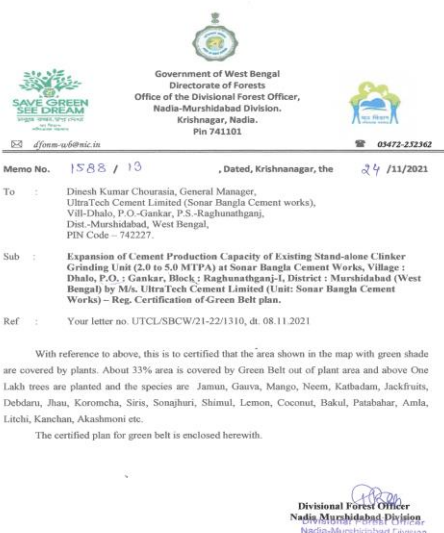 Government of West Bengal
Directorate of Forests
Office of the Divisional Forest Officer,
Nadia-Murshidabad Division.
Krishnagar, Nadia.
Pin 741101
SAVE GREEN
SEE DREAM
dfonm-wb@nic.in
03472-252362
Memo No. 1588 / 13 , Dated, Krishnanagar, the 24 /11/2021
To : Dinesh Kumar Chourasia, General Manager,
UltraTech Cement Limited (Sonar Bangla Cement works),
Vill-Dhalo, P.O.-Gankar, P.S.-Raghunathganj,
Dist.-Murshidabad, West Bengal,
PIN Code – 742227.
Sub : Expansion of Cement Production Capacity of Existing Stand-alone Clinker
Grinding Unit (2.0 to 5.0 MTPA) at Sonar Bangla Cement Works, Village :
Dhalo, P.O. : Gankar, Block : Raghunathganj-I, District : Murshidabad (West
Bengal) by M/s. UltraTech Cement Limited (Unit: Sonar Bangla Cement
Works) – Reg. Certification of Green Belt plan.
Ref : Your letter no. UTCL/SBCW/21-22/1310, dt. 08.11.2021
With reference to above, this is to certified that the area shown in the map with green shade
are covered by plants. About 33% area is covered by Green Belt out of plant area and above One
Lakh trees are planted and the species are Jamun, Gauva, Mango, Neem, Katbadam, Jackfruits,
Debdaru, Jhau, Koromcha, Siris, Sonajhuri, Shimul, Lemon, Coconut, Bakul, Patabahar, Amla,
Litchi, Kanchan, Akashmoni etc.
The certified plan for green belt is enclosed herewith.
Divisional Forest Officer
Nadia Murshidabad Division
Divisional Forest Officer
Nadia-Murshidabad Division